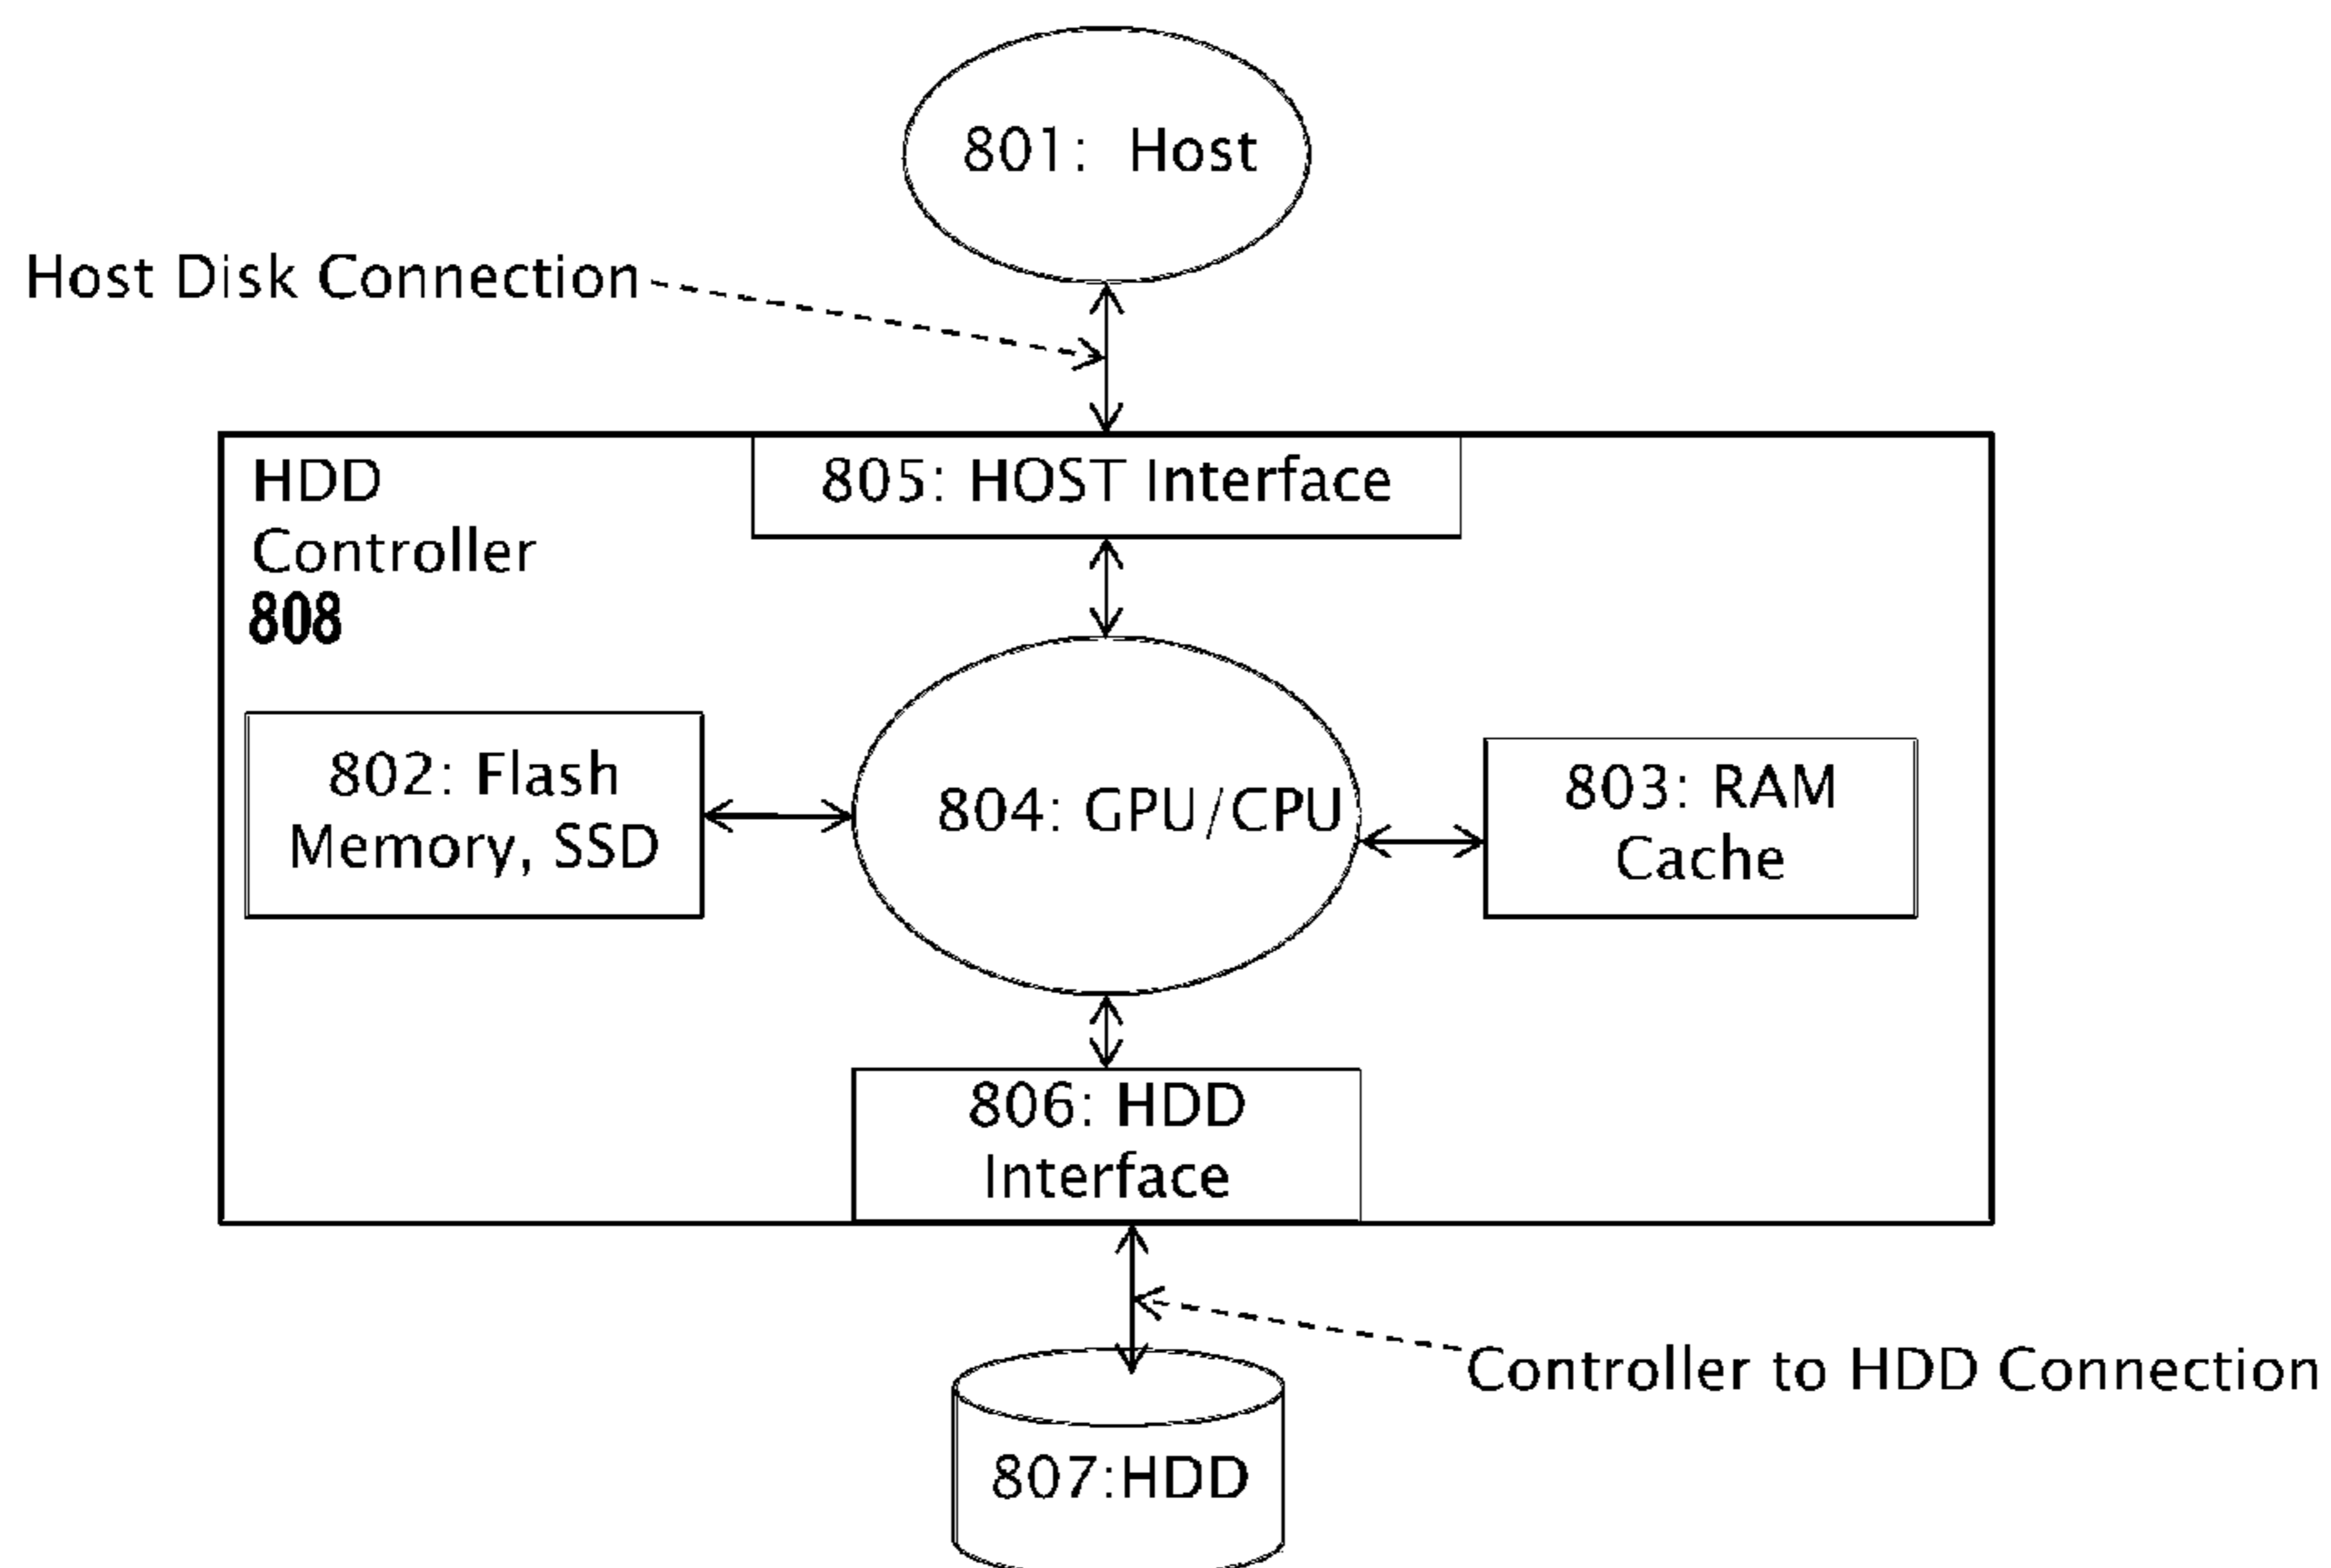 801: Host
Host Disk Connection
HDD
Controller
808
805: HOST Interface
802: Flash
Memory, SSD
804: GPU/CPU
803: RAM
Cache
806: HDD
Interface
Controller to HDD Connection
807:HDD